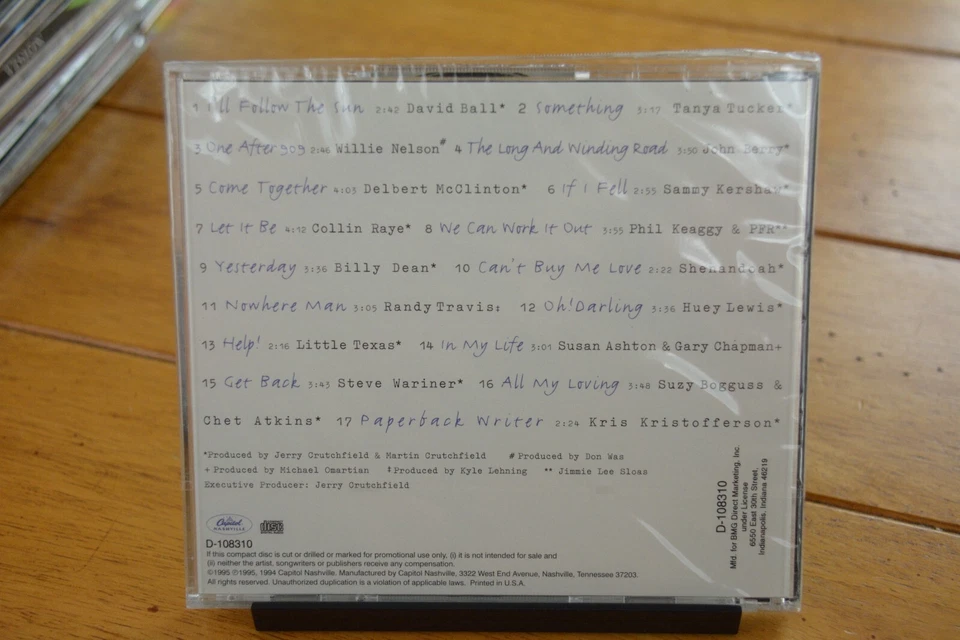 1 I'll Follow The Sun 2:42 David Ball* 2 Something 3:17 Tanya Tucker*
3 One After 909 2:46 Willie Nelson# 4 The Long And Winding Road 3:50 John Berry*
5 Come Together 4:03 Delbert McClinton* 6 If I Fell 2:55 Sammy Kershaw*
7 Let It Be 4:12 Collin Raye* 8 We Can Work It Out 3:55 Phil Keaggy & PFR**
9 Yesterday 3:36 Billy Dean* 10 Can't Buy Me Love 2:22 Shenandoah*
11 Nowhere Man 3:05 Randy Travis‡ 12 Oh! Darling 3:36 Huey Lewis*
13 Help! 2:16 Little Texas* 14 In My Life 3:01 Susan Ashton & Gary Chapman+
15 Get Back 3:43 Steve Wariner* 16 All My Loving 3:48 Suzy Bogguss &
Chet Atkins* 17 Paperback Writer 2:24 Kris Kristofferson*
*Produced by Jerry Crutchfield & Martin Crutchfield #Produced by Don Was
+Produced by Michael Omartian ‡Produced by Kyle Lehning ** Jimmie Lee Sloas
Executive Producer: Jerry Crutchfield
Capitol
NASHVILLE
COMPACT
disc
DIGITAL AUDIO
D-108310
If this compact disc is cut or drilled or marked for promotional use only, (i) it is not intended for sale and
(ii) neither the artist, songwriters or publishers receive any compensation.
©1995 ℗1995, 1994 Capitol Nashville. Manufactured by Capitol Nashville, 3322 West End Avenue, Nashville, Tennessee 37203.
All rights reserved. Unauthorized duplication is a violation of applicable laws. Printed in U.S.A.
D-108310
Mfd. for BMG Direct Marketing, Inc.
under License
6550 East 30th Street,
Indianapolis, Indiana 46219